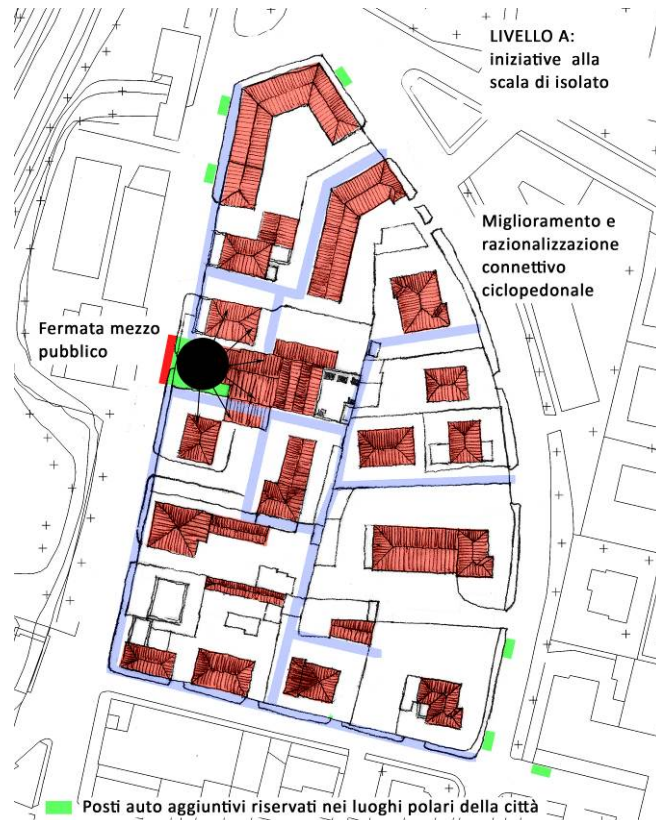 LIVELLO A:
iniziative alla
scala di isolato
Miglioramento e
razionalizzazione
connettivo
ciclopedonale
Fermata mezzo
pubblico
Posti auto aggiuntivi riservati nei luoghi polari della città